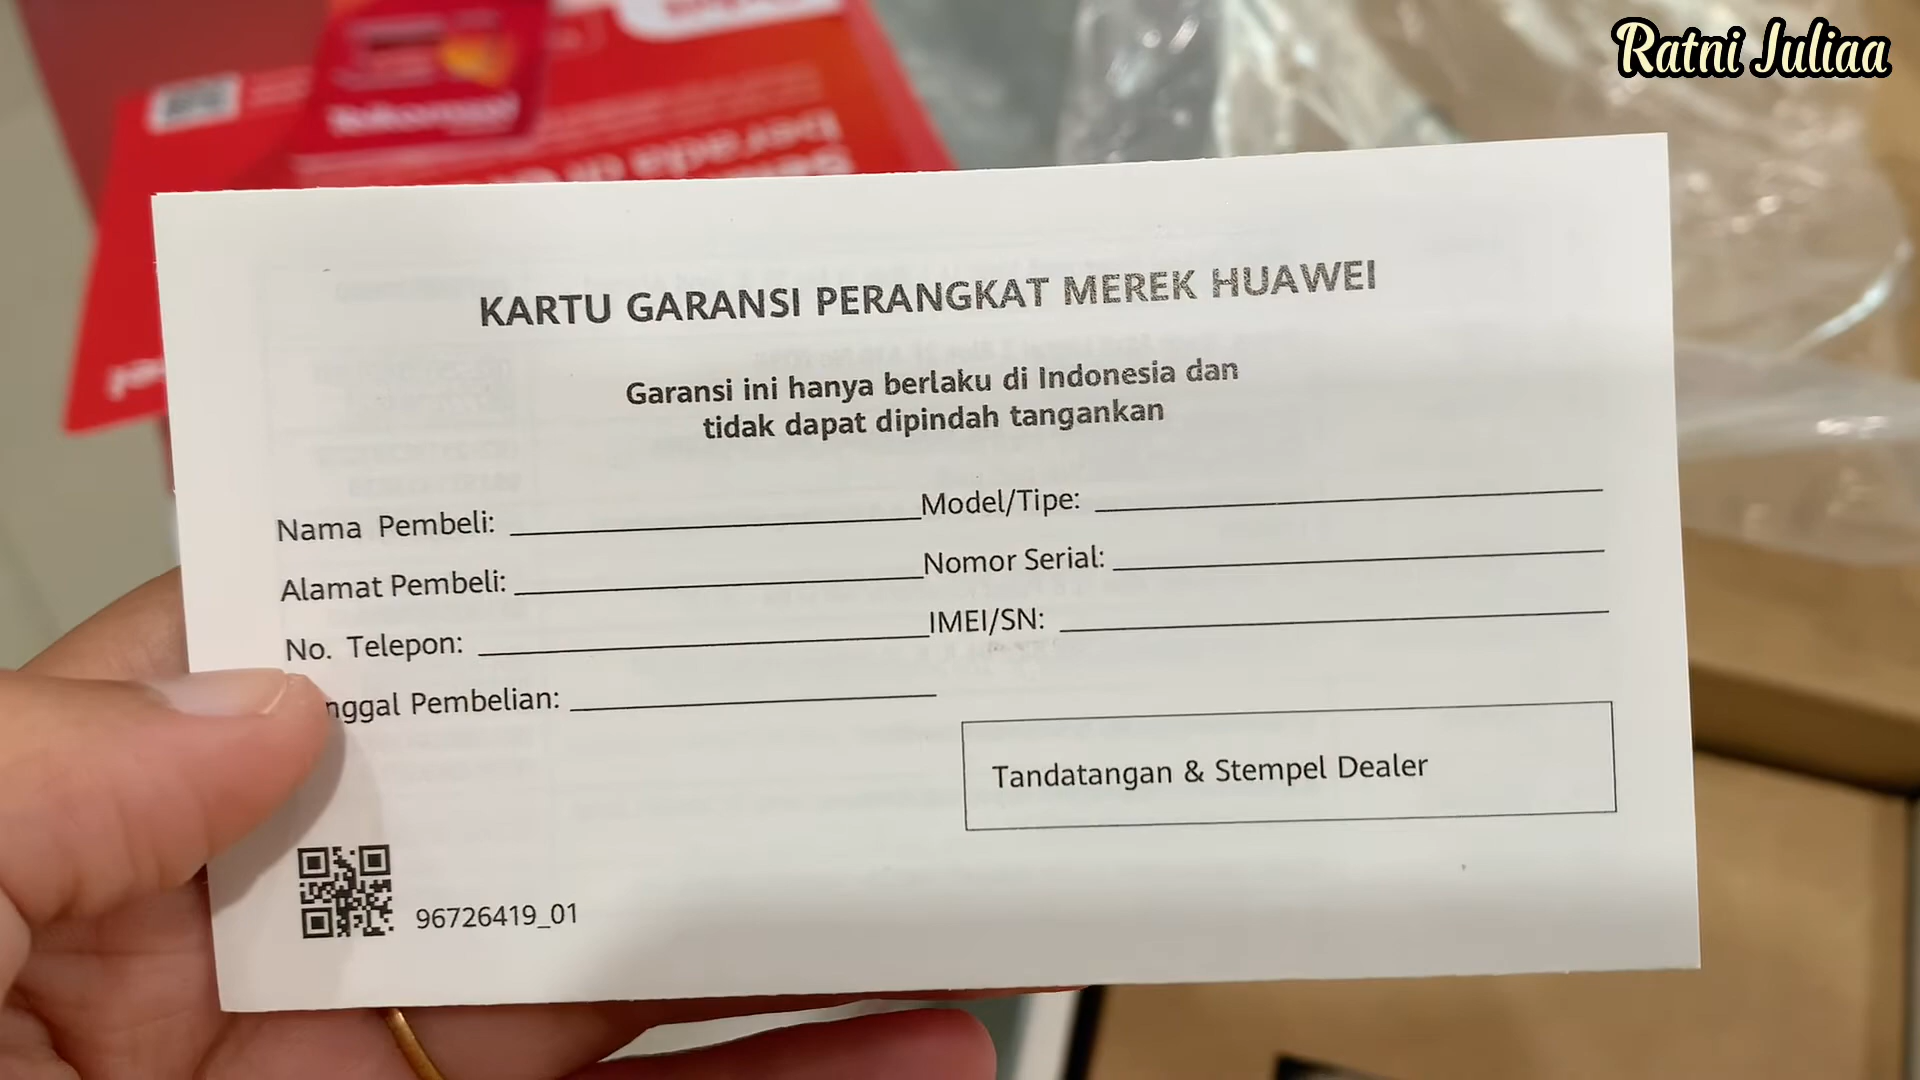 Ratni Juliaa
KARTU GARANSI PERANGKAT MEREK HUAWEI
Garansi ini hanya berlaku di Indonesia dan
tidak dapat dipindah tangankan
Nama Pembeli:
Model/Tipe:
Alamat Pembeli:
Nomor Serial:
No. Telepon:
IMEI/SN:
nggal Pembelian:
Tandatangan & Stempel Dealer
96726419_01